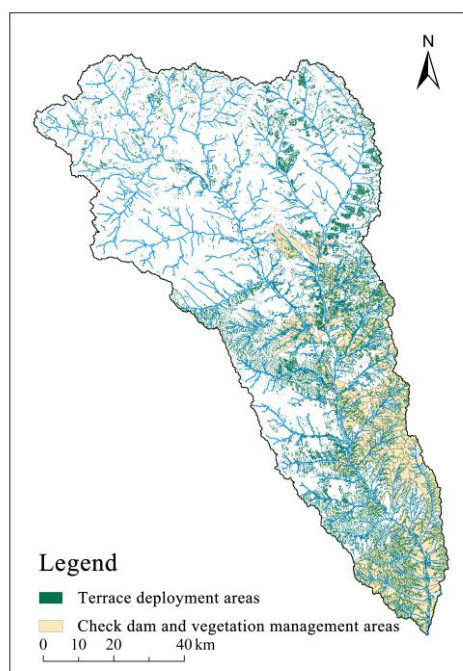 N
Legend
Terrace deployment areas
Check dam and vegetation management areas
0 10 20 40 km